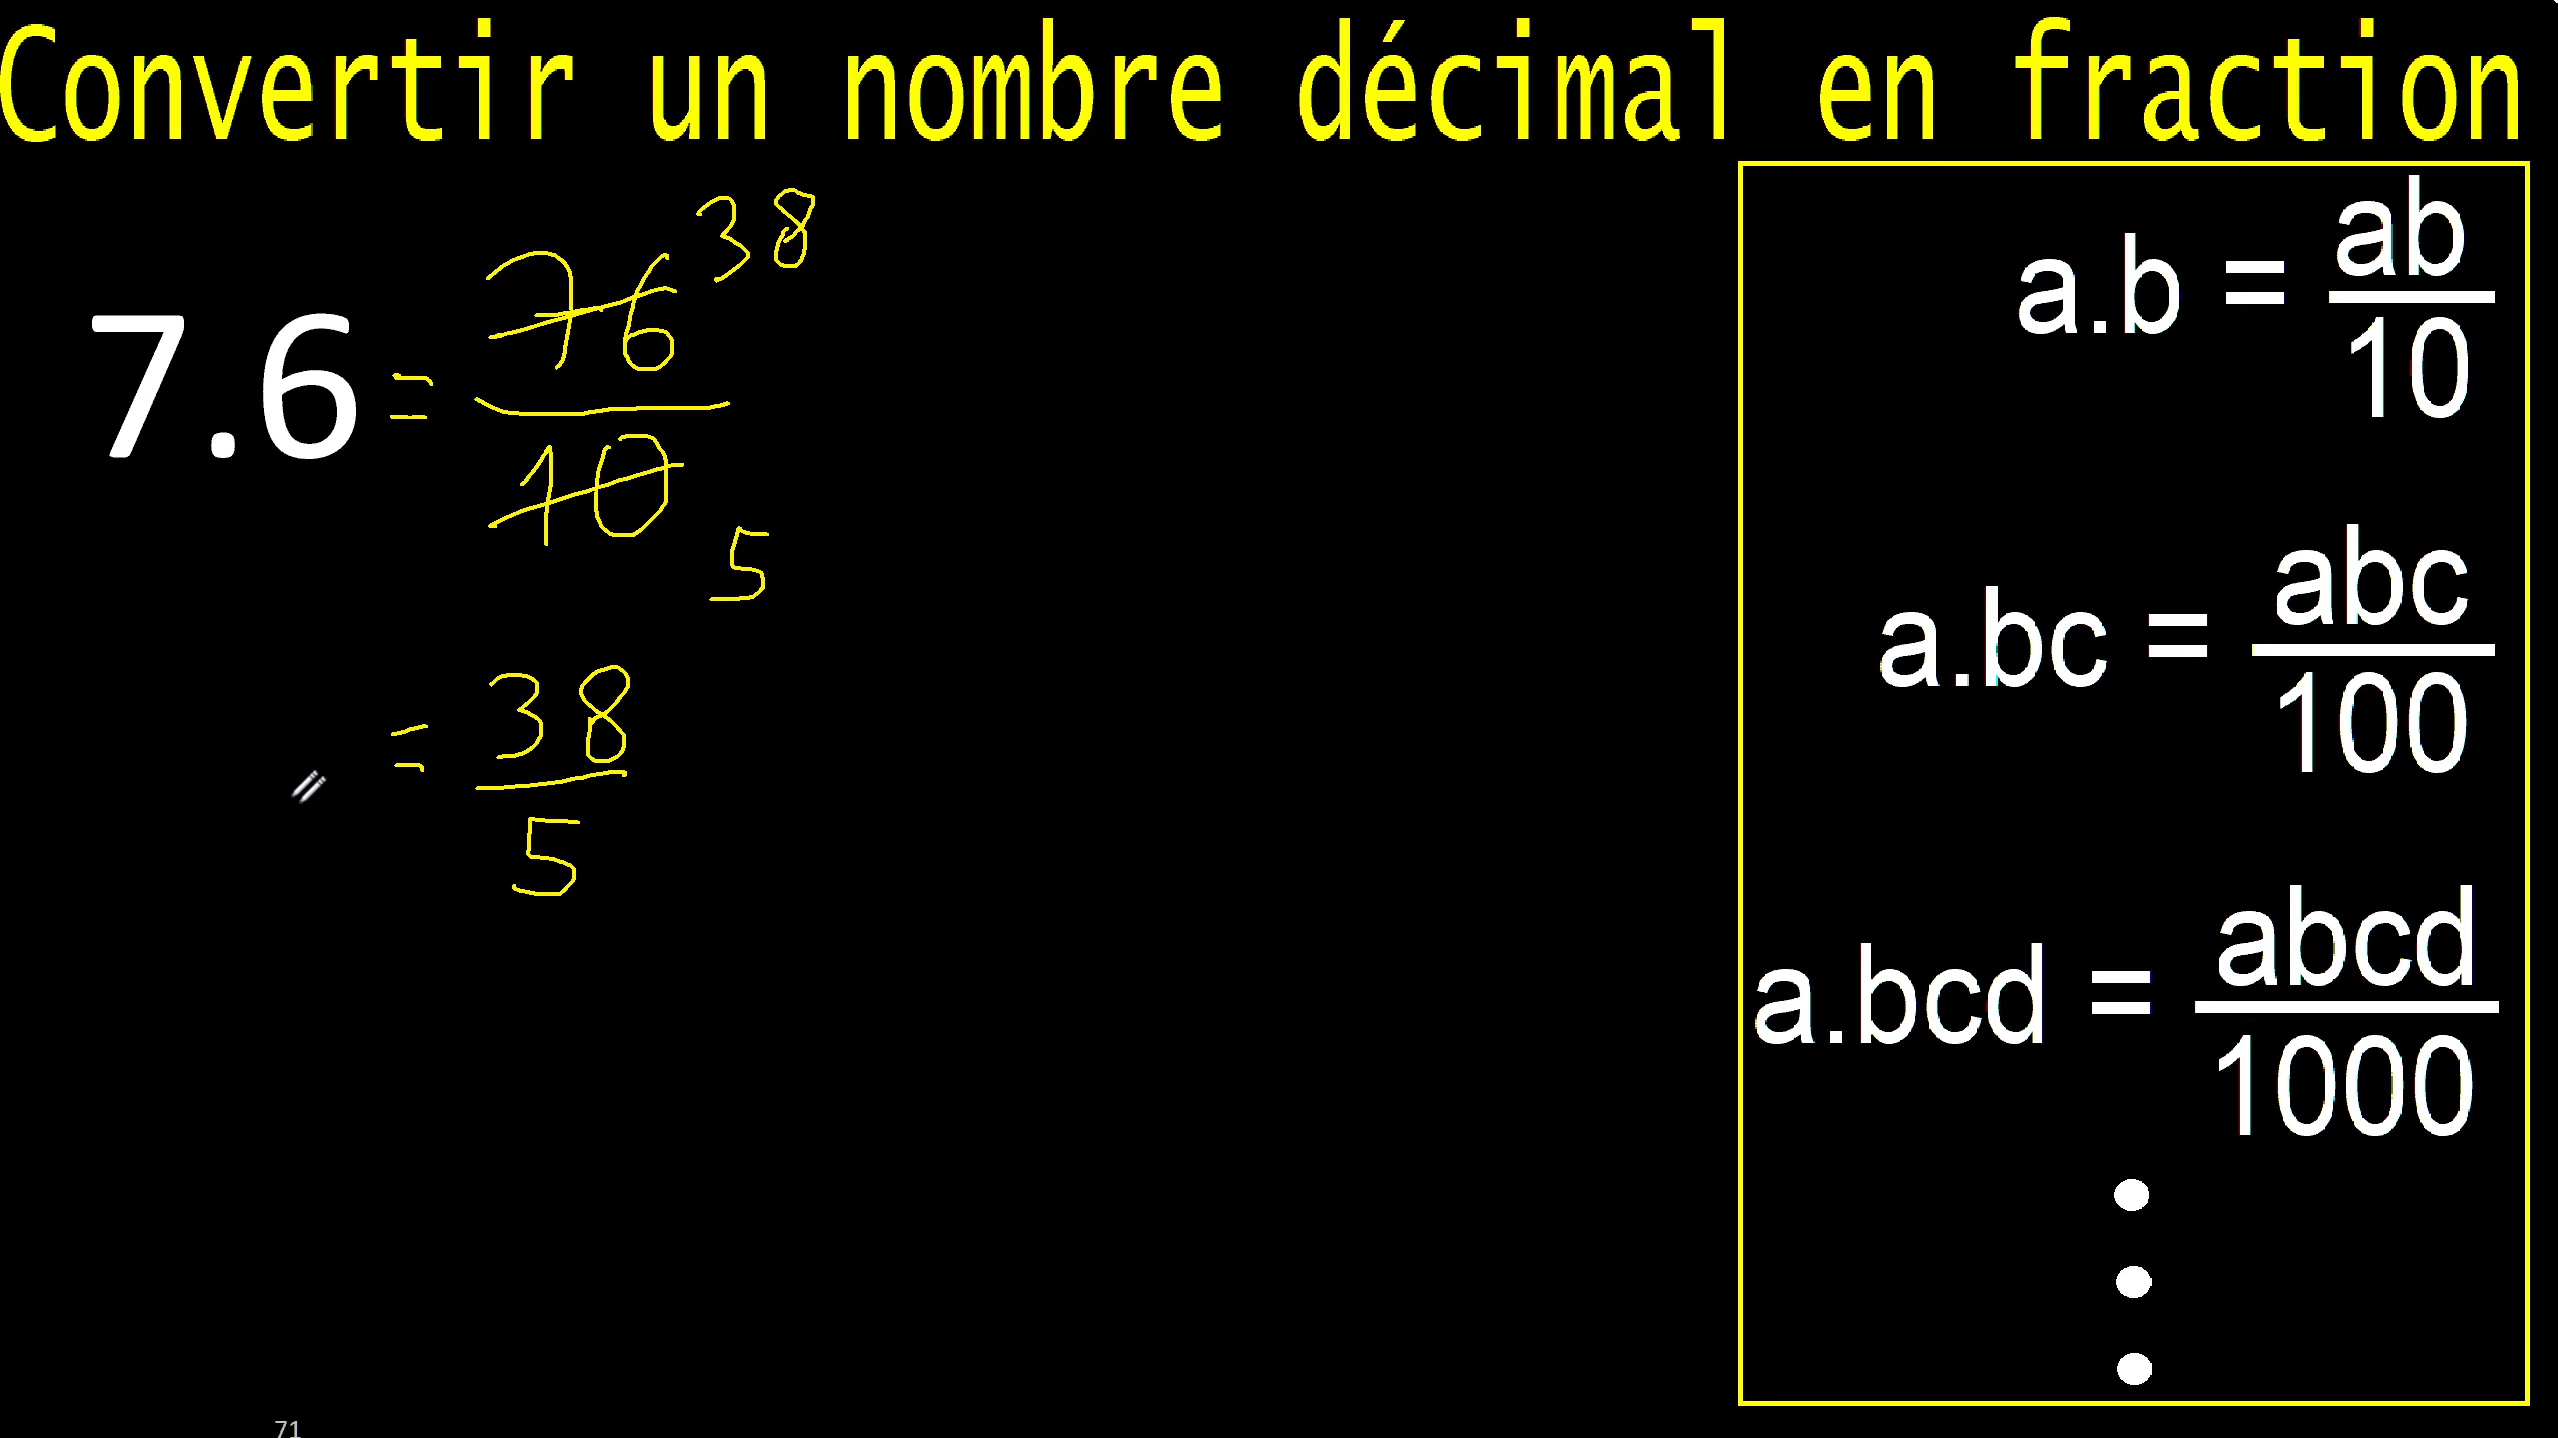 Convertir un nombre décimal en fraction
7.6 = 76/10 38 5
= 38/5
a.b = ab/10
a.bc = abc/100
a.bcd = abcd/1000
71